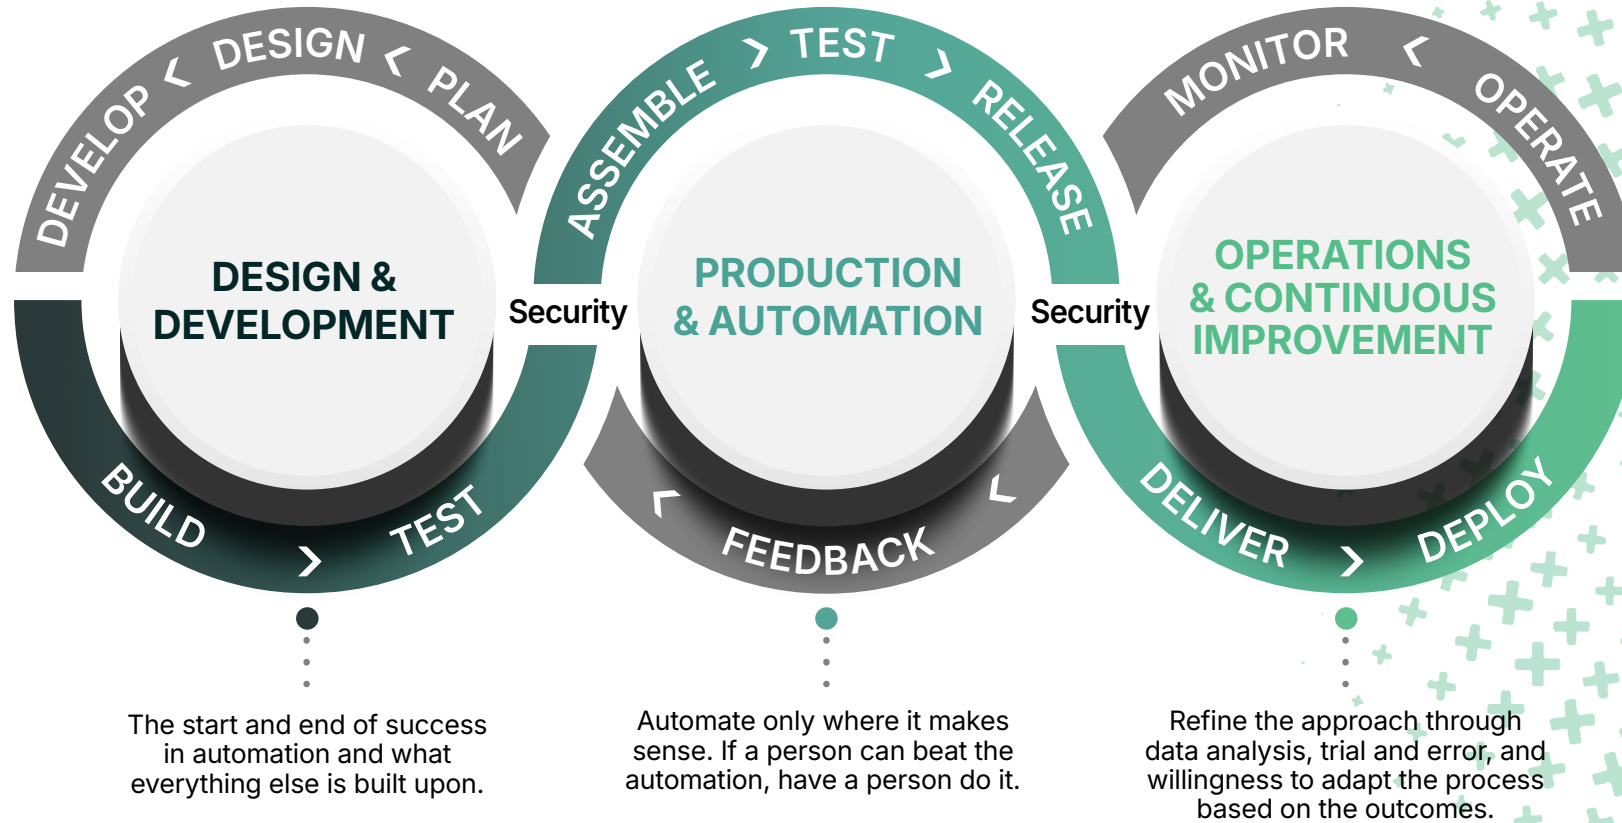 DEVELOP
DESIGN
PLAN
DESIGN &
DEVELOPMENT
BUILD
TEST
Security
ASSEMBLE
TEST
RELEASE
PRODUCTION
& AUTOMATION
FEEDBACK
Security
MONITOR
OPERATE
OPERATIONS
& CONTINUOUS
IMPROVEMENT
DELIVER
DEPLOY
The start and end of success
in automation and what
everything else is built upon.
Automate only where it makes
sense. If a person can beat the
automation, have a person do it.
Refine the approach through
data analysis, trial and error, and
willingness to adapt the process
based on the outcomes.